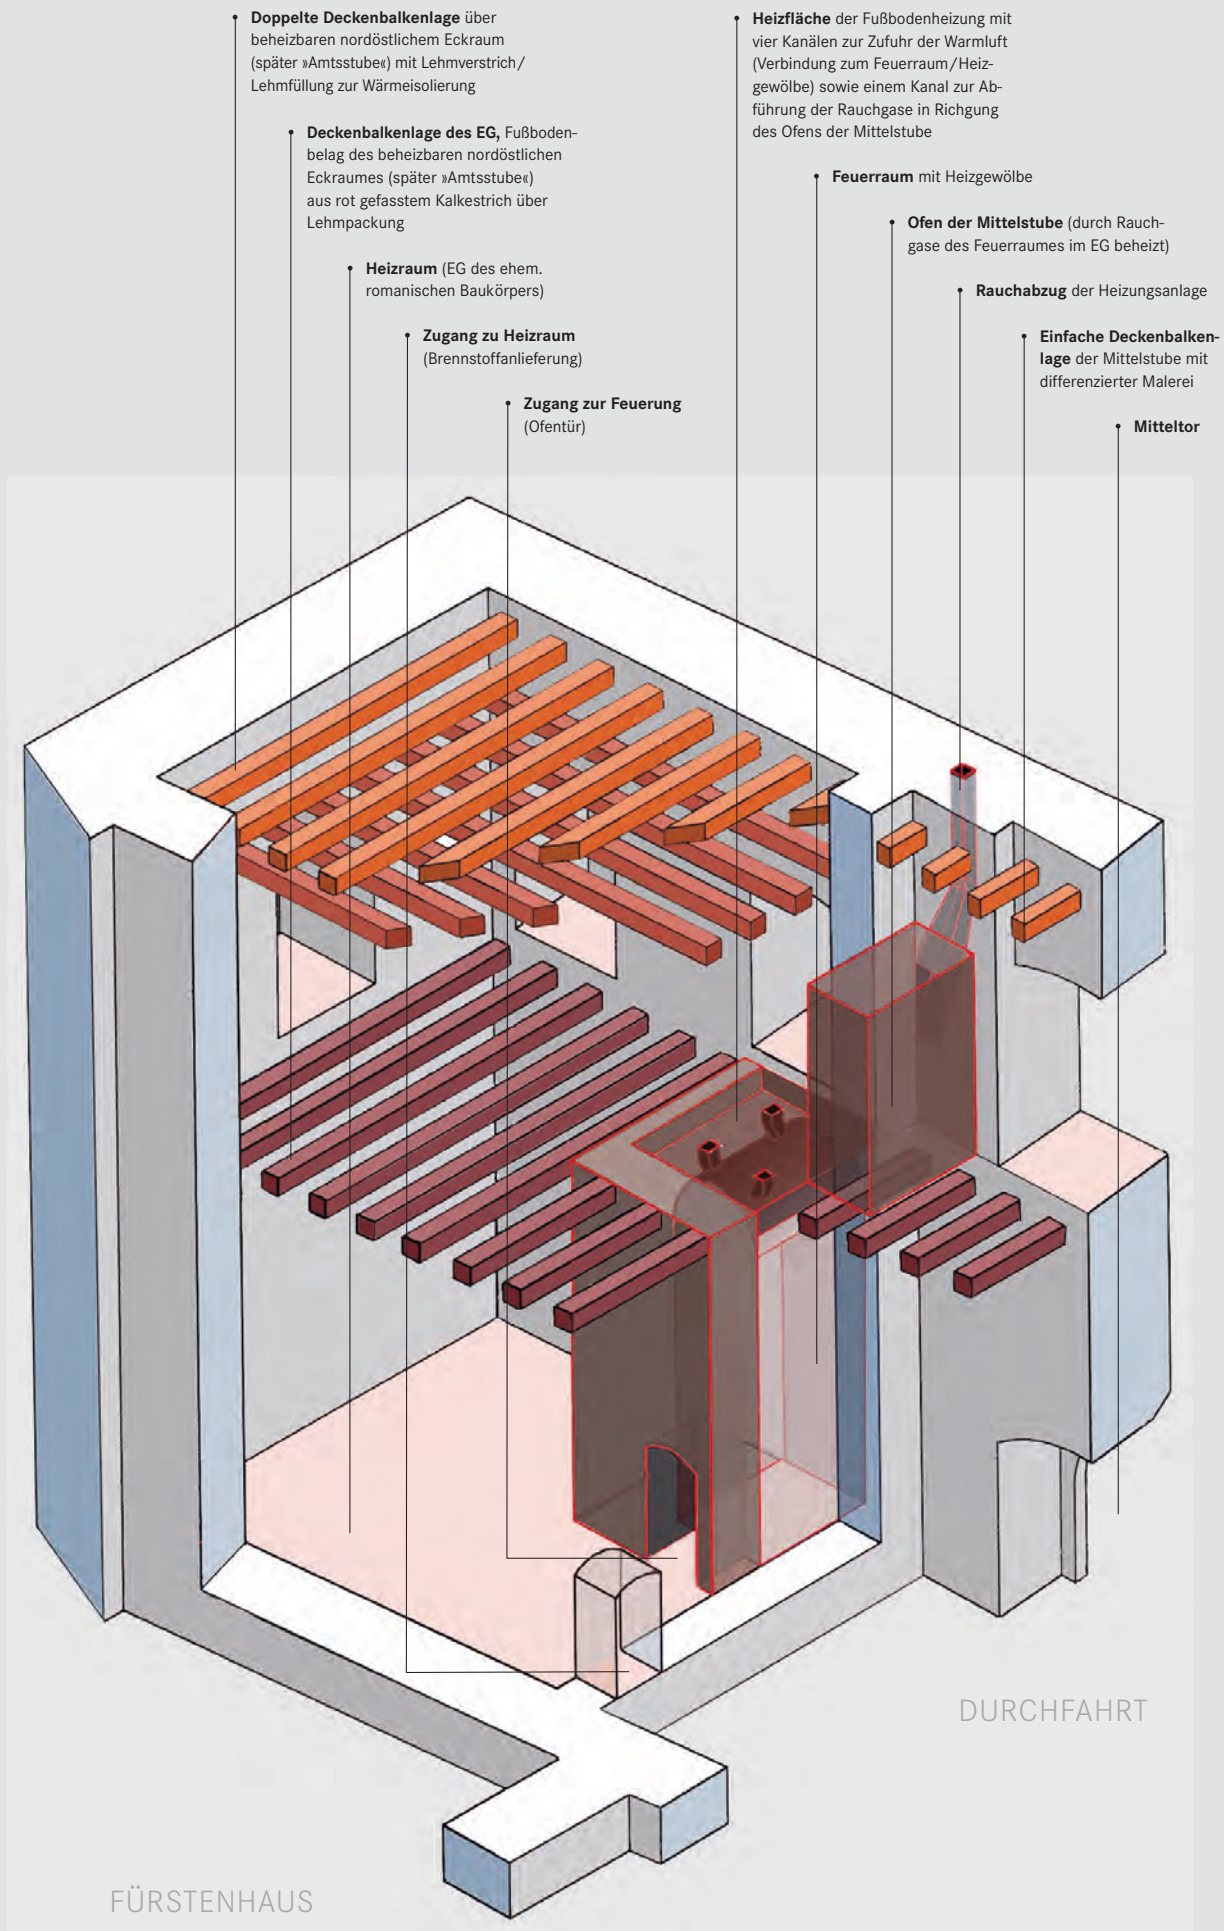 Doppelte Deckenbalkenlage über
beheizbaren nordöstlichem Eckraum
(später »Amtsstube«) mit Lehmverstrich/
Lehmfüllung zur Wärmeisolierung
Deckenbalkenlage des EG, Fußboden-
belag des beheizbaren nordöstlichen
Eckraumes (später »Amtsstube«)
aus rot gefasstem Kalkestrich über
Lehmpackung
Heizraum (EG des ehem.
romanischen Baukörpers)
Zugang zu Heizraum
(Brennstoffanlieferung)
Zugang zur Feuerung
(Ofentür)
Heizfläche der Fußbodenheizung mit
vier Kanälen zur Zufuhr der Warmluft
(Verbindung zum Feuerraum/Heiz-
gewölbe) sowie einem Kanal zur Ab-
führung der Rauchgase in Richgung
des Ofens der Mittelstube
Feuerraum mit Heizgewölbe
Ofen der Mittelstube (durch Rauch-
gase des Feuerraumes im EG beheizt)
Rauchabzug der Heizungsanlage
Einfache Deckenbalken-
lage der Mittelstube mit
differenzierter Malerei
Mitteltor
DURCHFAHRT
FÜRSTENHAUS